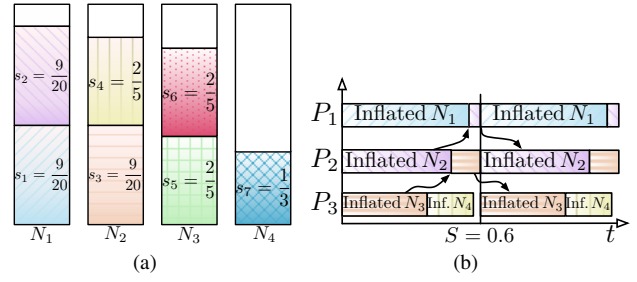 s₂ = 9/20
s₁ = 9/20
N₁
s₄ = 2/5
s₃ = 9/20
N₂
s₆ = 2/5
s₅ = 2/5
N₃
s₇ = 1/3
N₄
(a)
P₁ Inflated N₁ Inflated N₁
P₂ Inflated N₂ Inflated N₂
P₃ Inflated N₃ Inf. N₄ Inflated N₃ Inf. N₄
S = 0.6 t
(b)